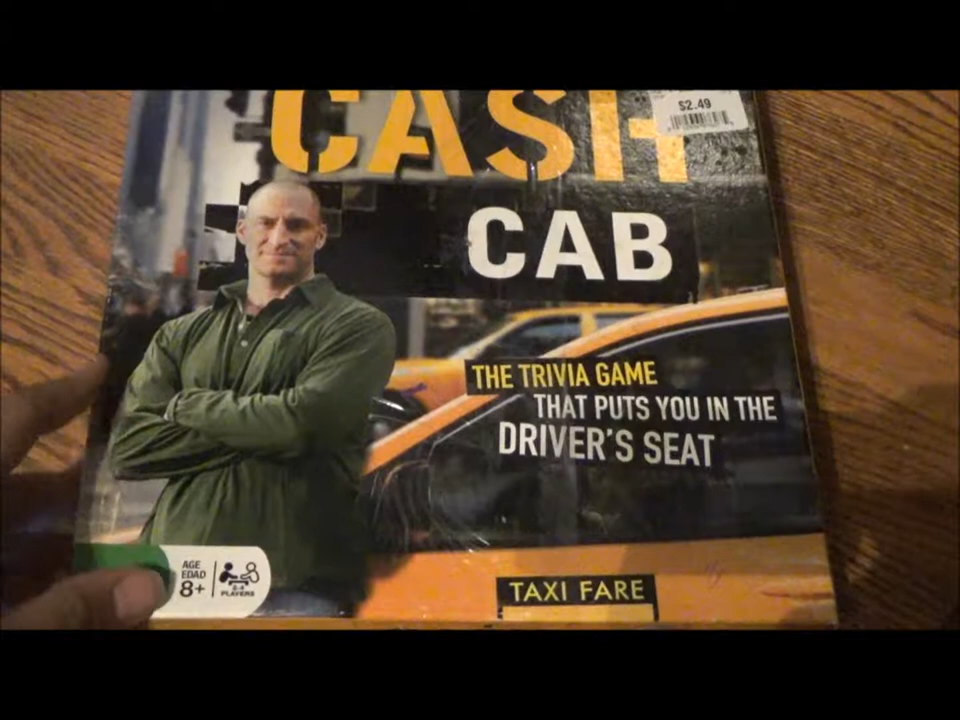 $2.49
CASH
CAB
THE TRIVIA GAME
THAT PUTS YOU IN THE
DRIVER'S SEAT
AGE
EDAD
8+
PLAYERS
TAXI FARE